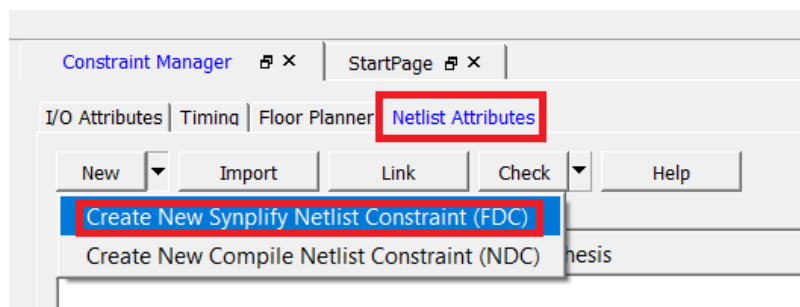 Constraint Manager StartPage
I/O Attributes Timing Floor Planner Netlist Attributes
New Import Link Check Help
Create New Synplify Netlist Constraint (FDC)
Create New Compile Netlist Constraint (NDC) hesis